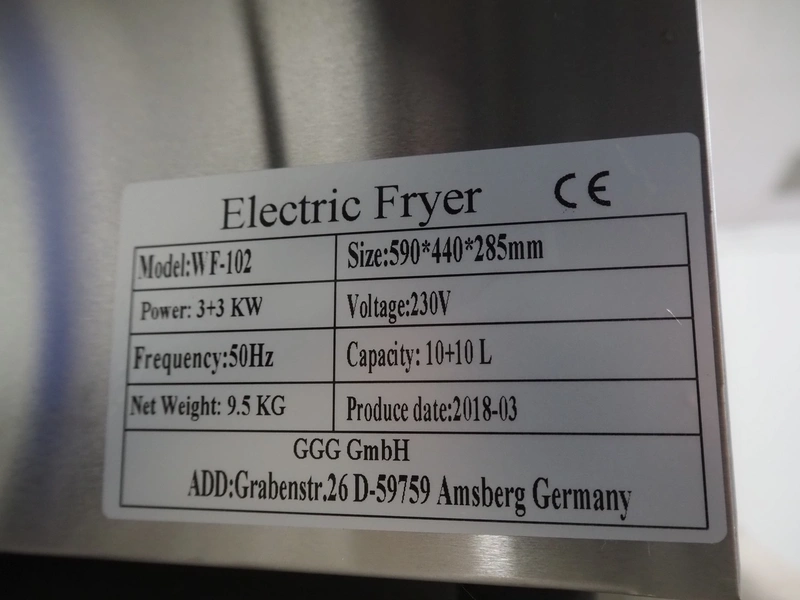 Electric Fryer CE
Model:WF-102 Size:590*440*285mm
Power: 3+3 KW Voltage:230V
Frequency:50Hz Capacity: 10+10 L
Net Weight: 9.5 KG Produce date:2018-03
GGG GmbH
ADD:Grabenstr.26 D-59759 Amsberg Germany